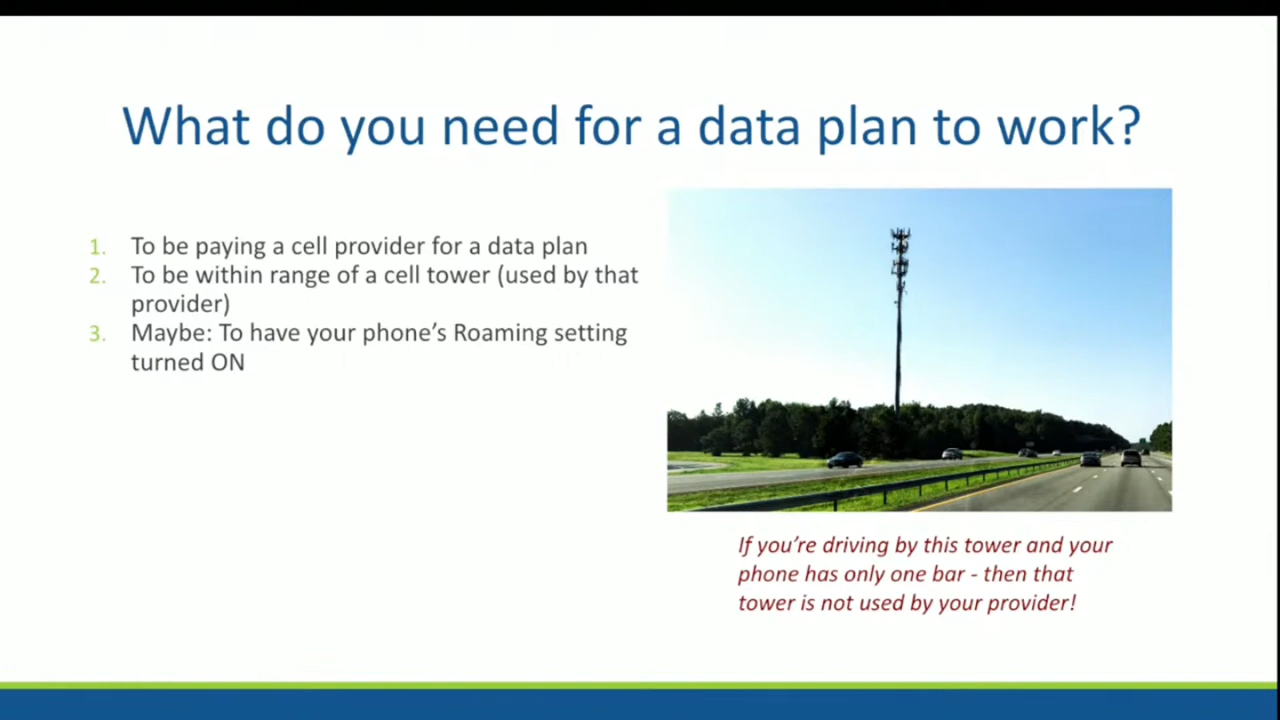 What do you need for a data plan to work?
1. To be paying a cell provider for a data plan
2. To be within range of a cell tower (used by that
provider)
3. Maybe: To have your phone’s Roaming setting
turned ON
If you’re driving by this tower and your
phone has only one bar - then that
tower is not used by your provider!